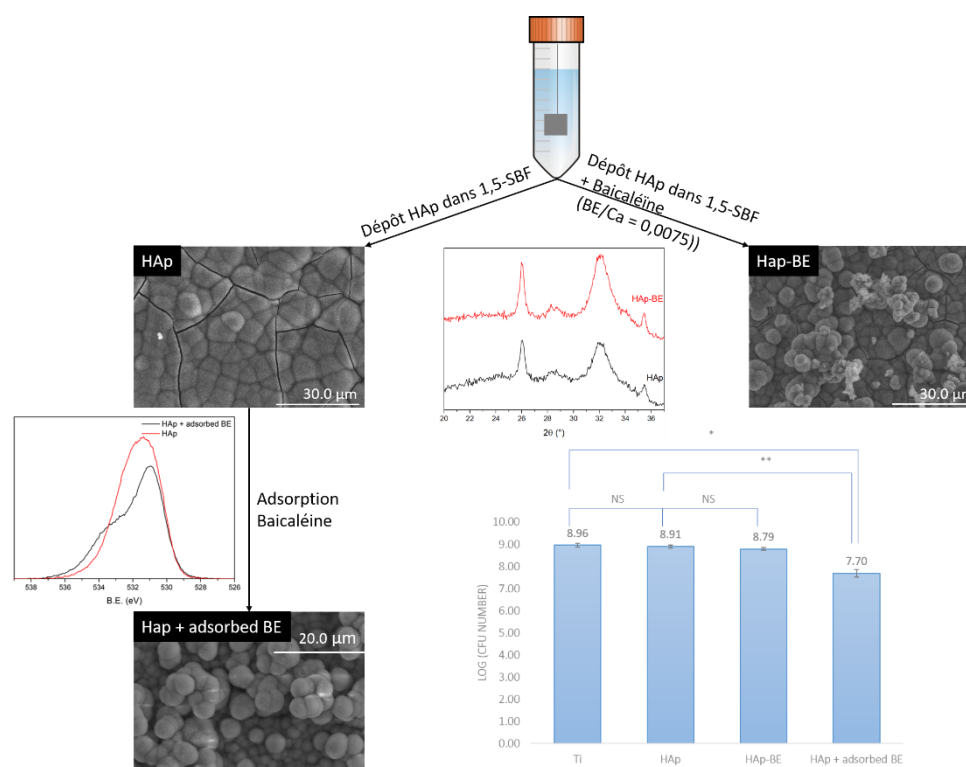 Dépôt HAp dans 1,5-SBF
Dépôt HAp dans 1,5-SBF
+ Baicaléine
(BE/Ca = 0,0075))
HAp
30.0 µm
HAp-BE
HAp
20 22 24 26 28 30 32 34 36
2θ (°)
Hap-BE
30.0 µm
HAp + adsorbed BE
HAp
538 536 534 532 530 528 526
B.E. (eV)
Adsorption
Baicaléine
Hap + adsorbed BE
20.0 µm
*
**
NS NS
LOG (CFU NUMBER)
10.00
9.00
8.00
7.00
6.00
5.00
4.00
3.00
2.00
1.00
0.00
8.96
8.91
8.79
7.70
Ti HAp HAp-BE HAp + adsorbed BE